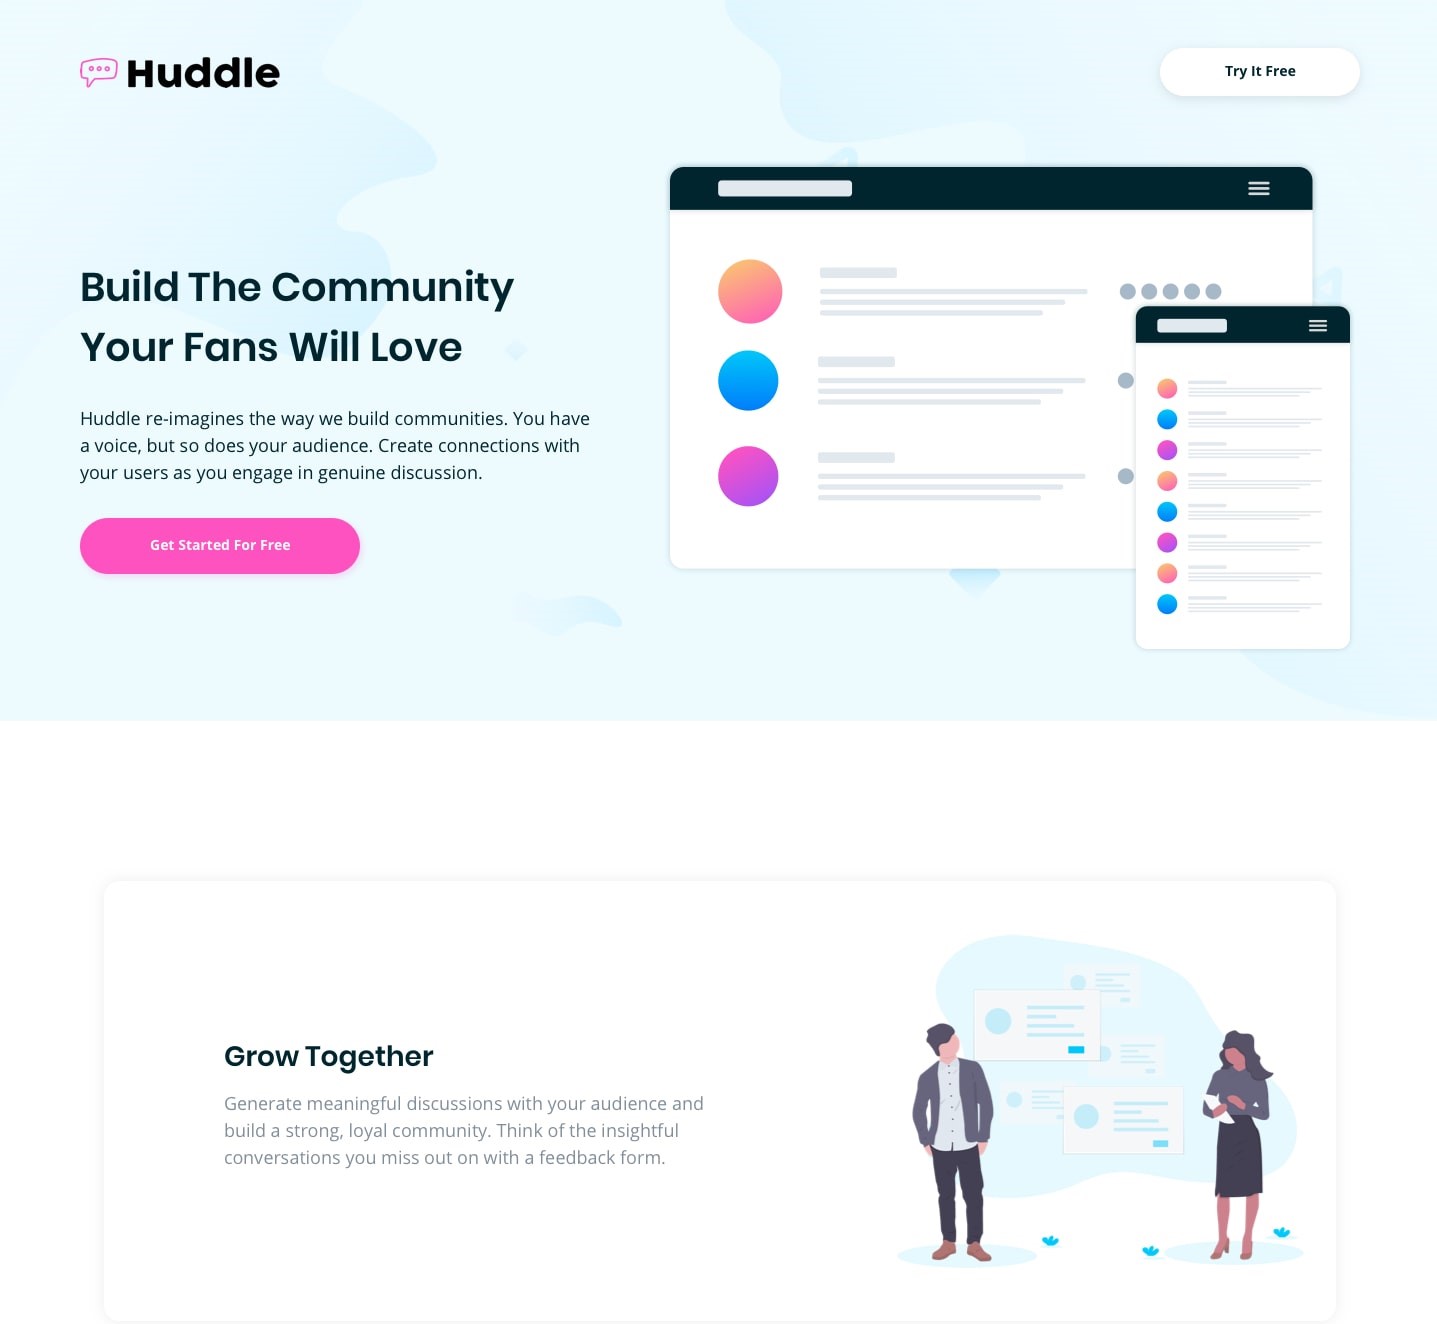 Huddle
Try It Free
Build The Community
Your Fans Will Love
Huddle re-imagines the way we build communities. You have
a voice, but so does your audience. Create connections with
your users as you engage in genuine discussion.
Get Started For Free
Grow Together
Generate meaningful discussions with your audience and
build a strong, loyal community. Think of the insightful
conversations you miss out on with a feedback form.